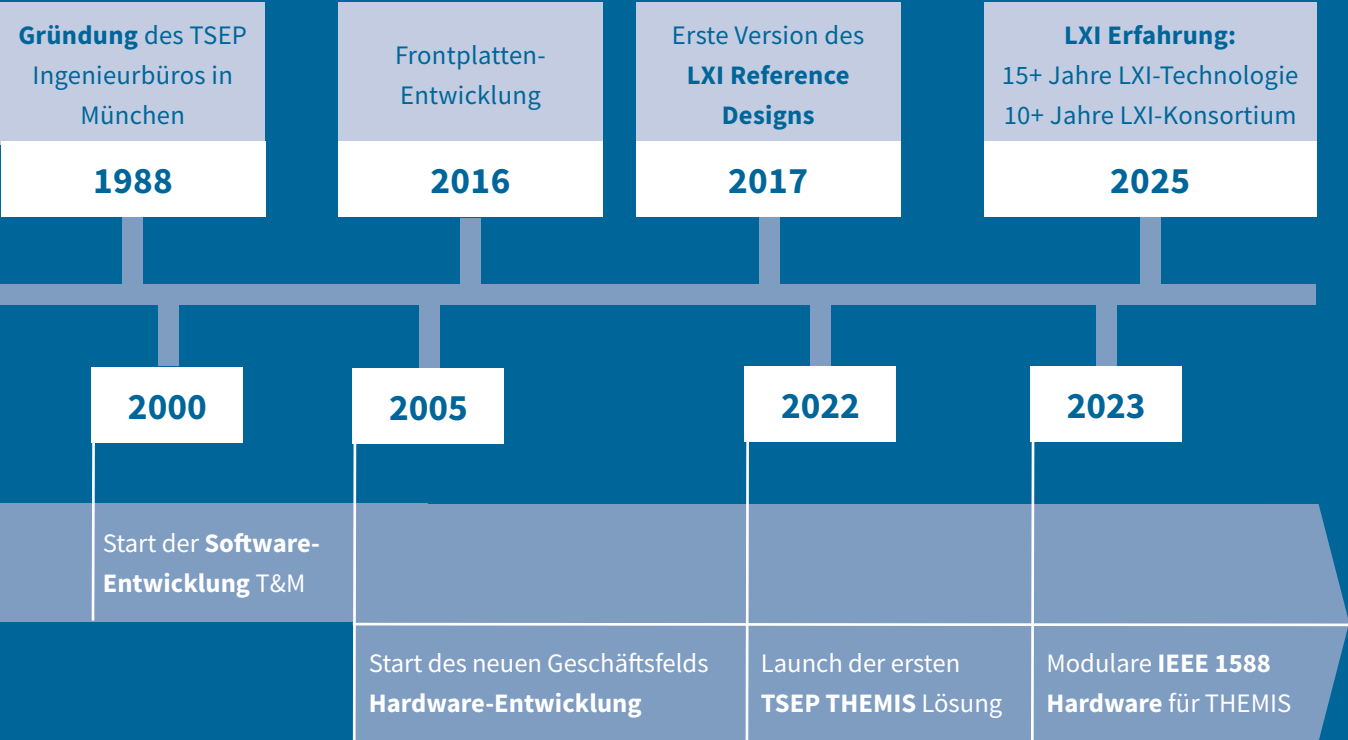 Gründung des TSEP
Ingenieurbüros in
München
1988
Frontplatten-
Entwicklung
2016
Erste Version des
LXI Reference
Designs
2017
LXI Erfahrung:
15+ Jahre LXI-Technologie
10+ Jahre LXI-Konsortium
2025
2000
Start der Software-
Entwicklung T&M
2005
Start des neuen Geschäftsfelds
Hardware-Entwicklung
2022
Launch der ersten
TSEP THEMIS Lösung
2023
Modulare IEEE 1588
Hardware für THEMIS